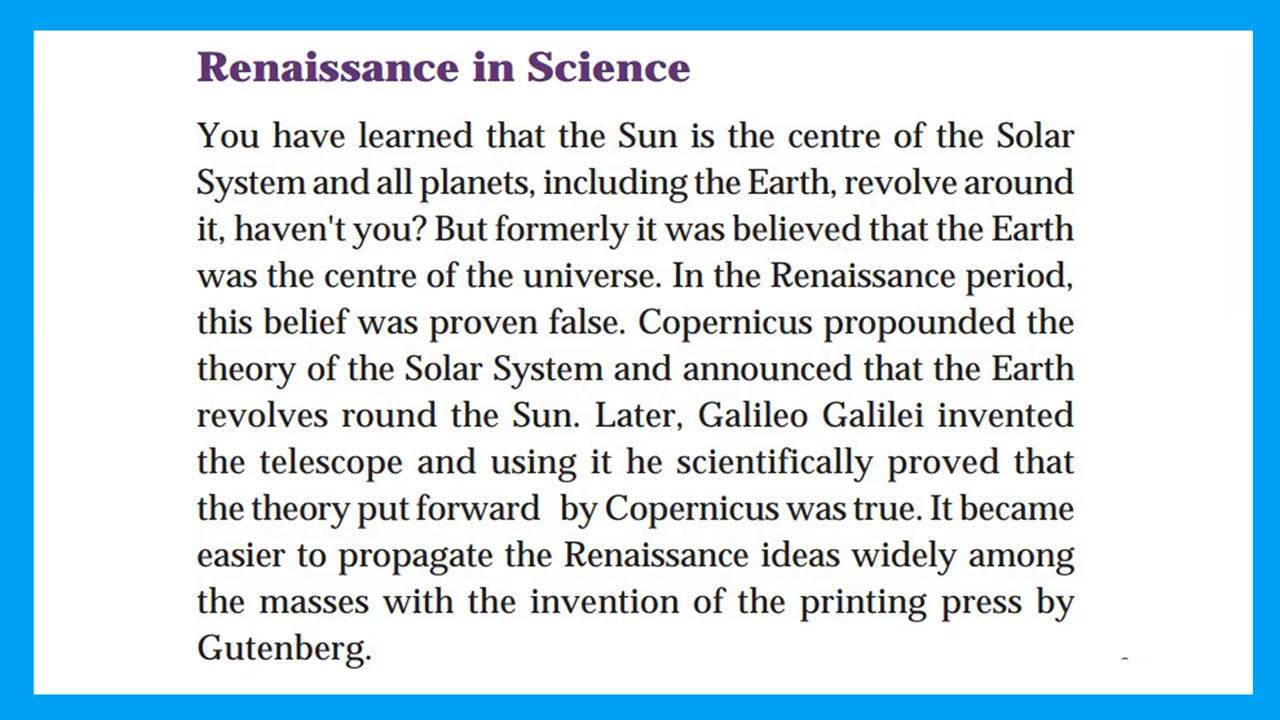 Renaissance in Science
You have learned that the Sun is the centre of the Solar
System and all planets, including the Earth, revolve around
it, haven't you? But formerly it was believed that the Earth
was the centre of the universe. In the Renaissance period,
this belief was proven false. Copernicus propounded the
theory of the Solar System and announced that the Earth
revolves round the Sun. Later, Galileo Galilei invented
the telescope and using it he scientifically proved that
the theory put forward by Copernicus was true. It became
easier to propagate the Renaissance ideas widely among
the masses with the invention of the printing press by
Gutenberg.